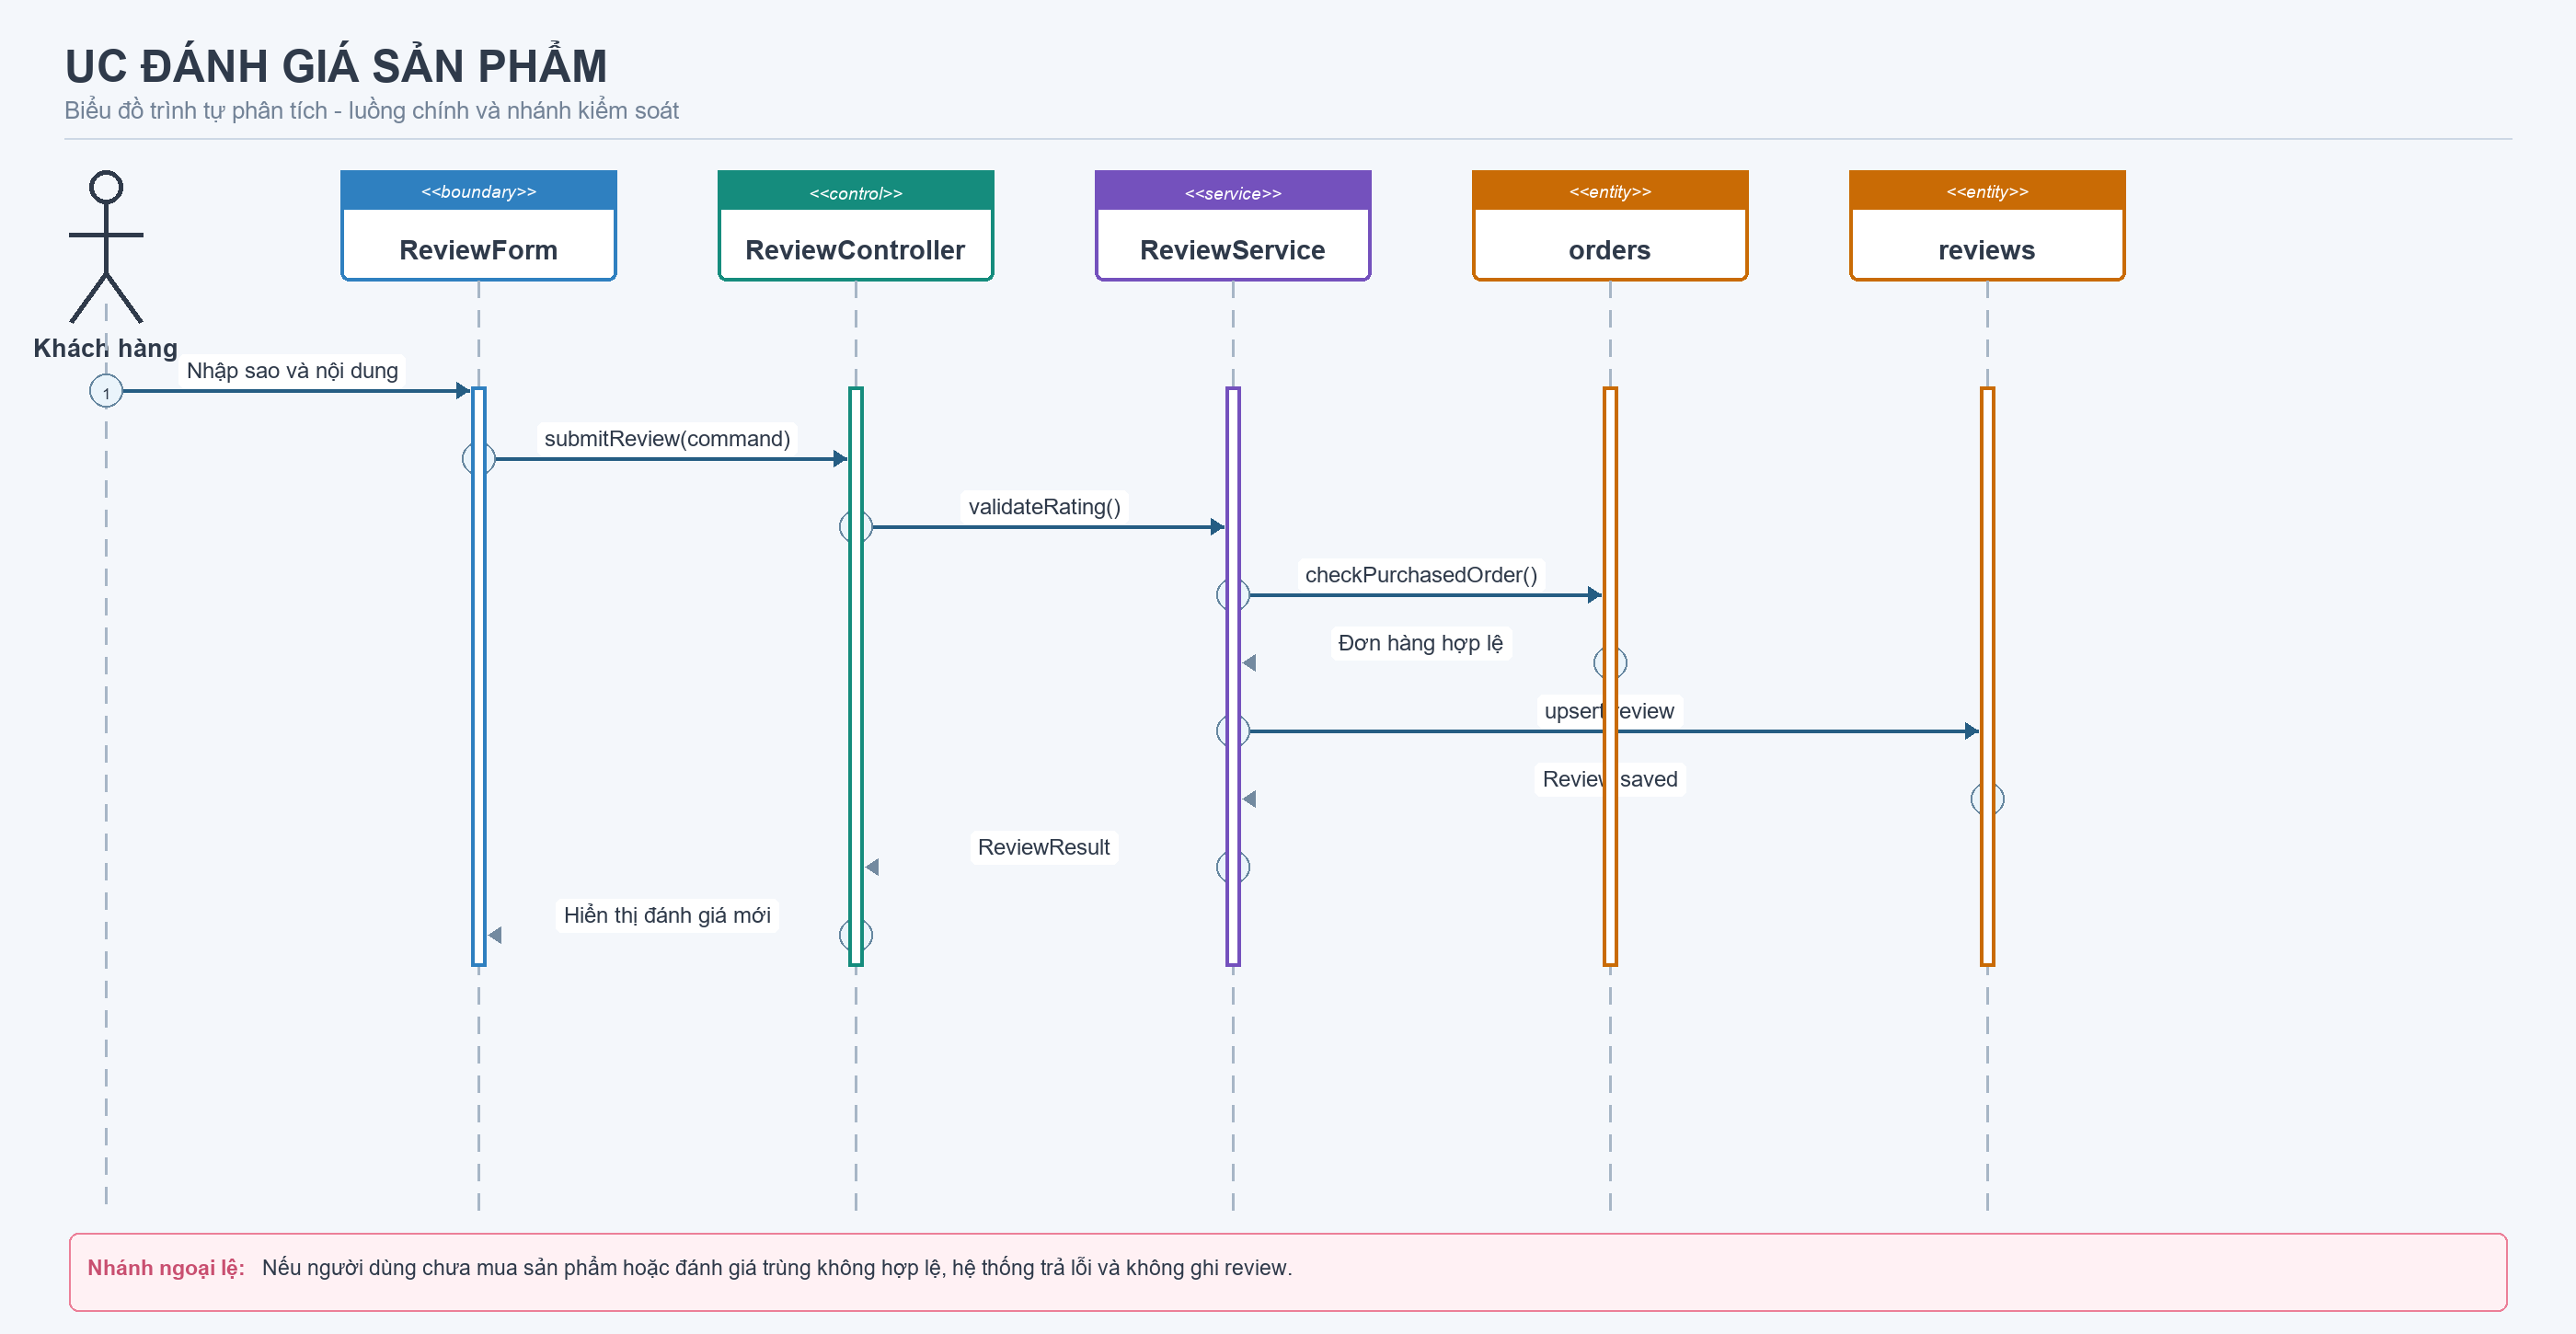 UC ĐÁNH GIÁ SẢN PHẨM
Biểu đồ trình tự phân tích - luồng chính và nhánh kiểm soát
<<boundary>>
<<control>>
<<service>>
<<entity>>
<<entity>>
ReviewForm
ReviewController
ReviewService
orders
reviews
Khách hàng
Nhập sao và nội dung
1
submitReview(command)
validateRating()
checkPurchasedOrder()
Đơn hàng hợp lệ
upsert review
Review saved
ReviewResult
Hiển thị đánh giá mới
Nhánh ngoại lệ: Nếu người dùng chưa mua sản phẩm hoặc đánh giá trùng không hợp lệ, hệ thống trả lỗi và không ghi review.